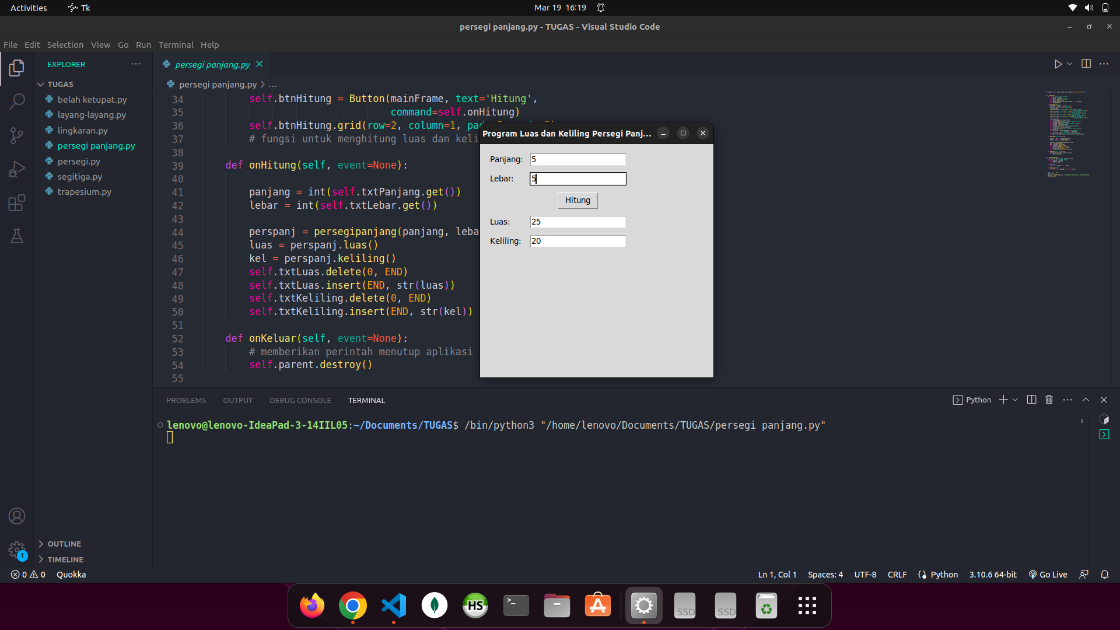 Activities Tk Mar 19 16:19
persegi panjang.py - TUGAS - Visual Studio Code
File Edit Selection View Go Run Terminal Help
EXPLORER
TUGAS
belah ketupat.py
layang-layang.py
lingkaran.py
persegi panjang.py
persegi.py
segitiga.py
trapesium.py
OUTLINE
TIMELINE
persegi panjang.py
persegi panjang.py > ...
34 self.btnHitung = Button(mainFrame, text='Hitung',
35 command=self.onHitung)
36 self.btnHitung.grid(row=2, column=1,
37 # fungsi untuk menghitung luas dan
38
39 def onHitung(self, event=None):
40
41 panjang = int(self.txtPanjang.get())
42 lebar = int(self.txtLebar.get())
43
44 perspanj = persegipanjang(panjang, leba
45 luas = perspanj.luas()
46 kel = perspanj.keliling()
47 self.txtLuas.delete(0, END)
48 self.txtLuas.insert(END, str(luas))
49 self.txtKeliling.delete(0, END)
50 self.txtKeliling.insert(END, str(kel))
51
52 def onKeluar(self, event=None):
53 # memberikan perintah menutup aplikasi
54 self.parent.destroy()
55
Program Luas dan Keliling Persegi Panj...
Panjang: 5
Lebar: 5
Hitung
Luas: 25
Keliling: 20
PROBLEMS OUTPUT DEBUG CONSOLE TERMINAL Python
lenovo@lenovo-IdeaPad-3-14IIL05:~/Documents/TUGAS$ /bin/python3 "/home/lenovo/Documents/TUGAS/persegi panjang.py"
1
0 0 Quokka Ln 1, Col 1 Spaces: 4 UTF-8 CRLF Python 3.10.6 64-bit Go Live
HS
SSD
SSD